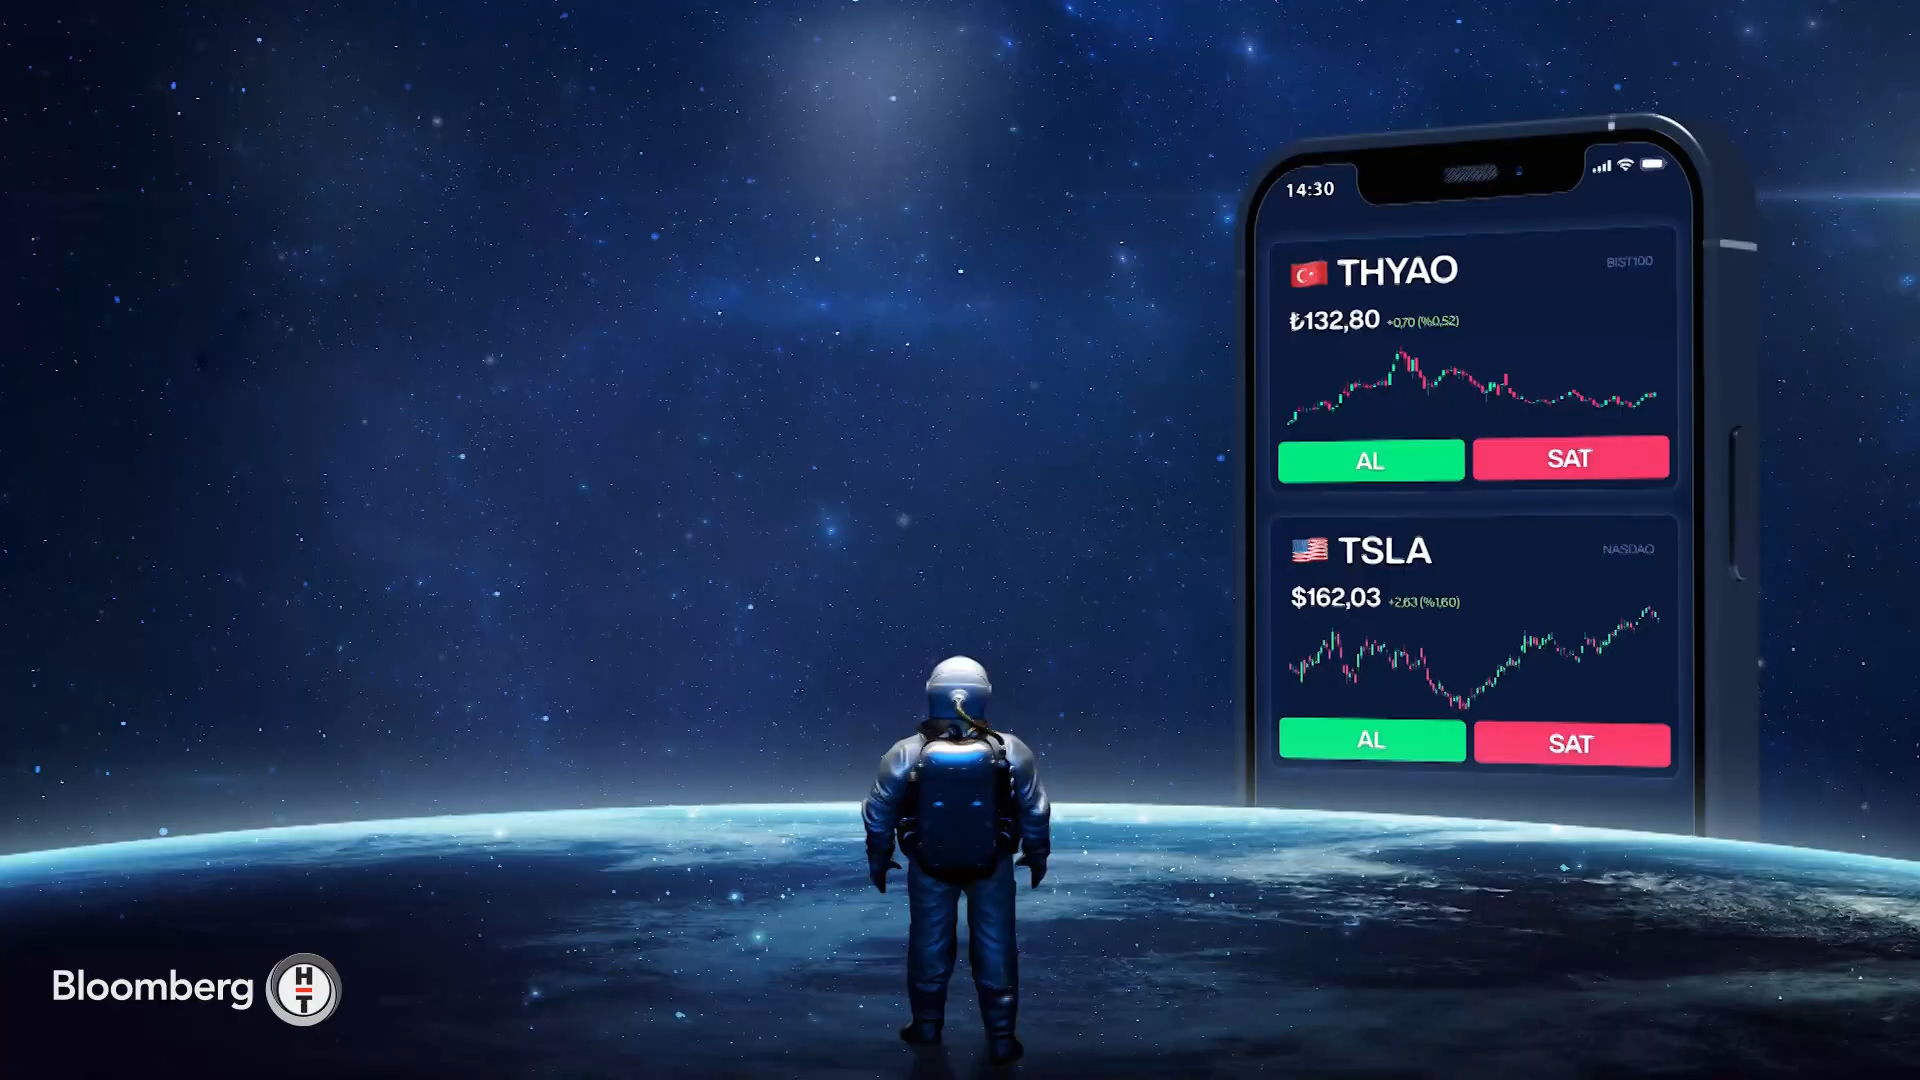 14:30
THYAO
BIST100
₺132,80 +0,70 (%0,52)
AL
SAT
TSLA
NASDAQ
$162,03 +2,63 (%1,60)
AL
SAT
Bloomberg HT